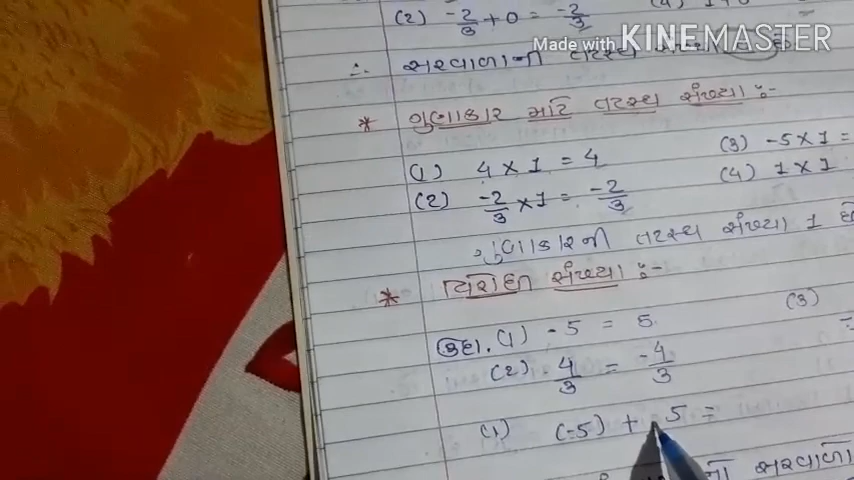 (2) -2/3 + 0 = -2/3
Made with KINEMASTER
∴ સરવાળાની તટસ્થ
* ગુણાકાર માટે તટસ્થ સંખ્યા :-
(1) 4 × 1 = 4 (3) -5 × 1 =
(2) -2/3 × 1 = -2/3 (4) 1 × 1
ગુણાકારની તટસ્થ સંખ્યા 1 છે
* વિરોધી સંખ્યા :-
ઉદા. (1) -5 = 5 (3)
(2) 4/3 = -4/3
(1) (-5) + 5 =
સરવાળો